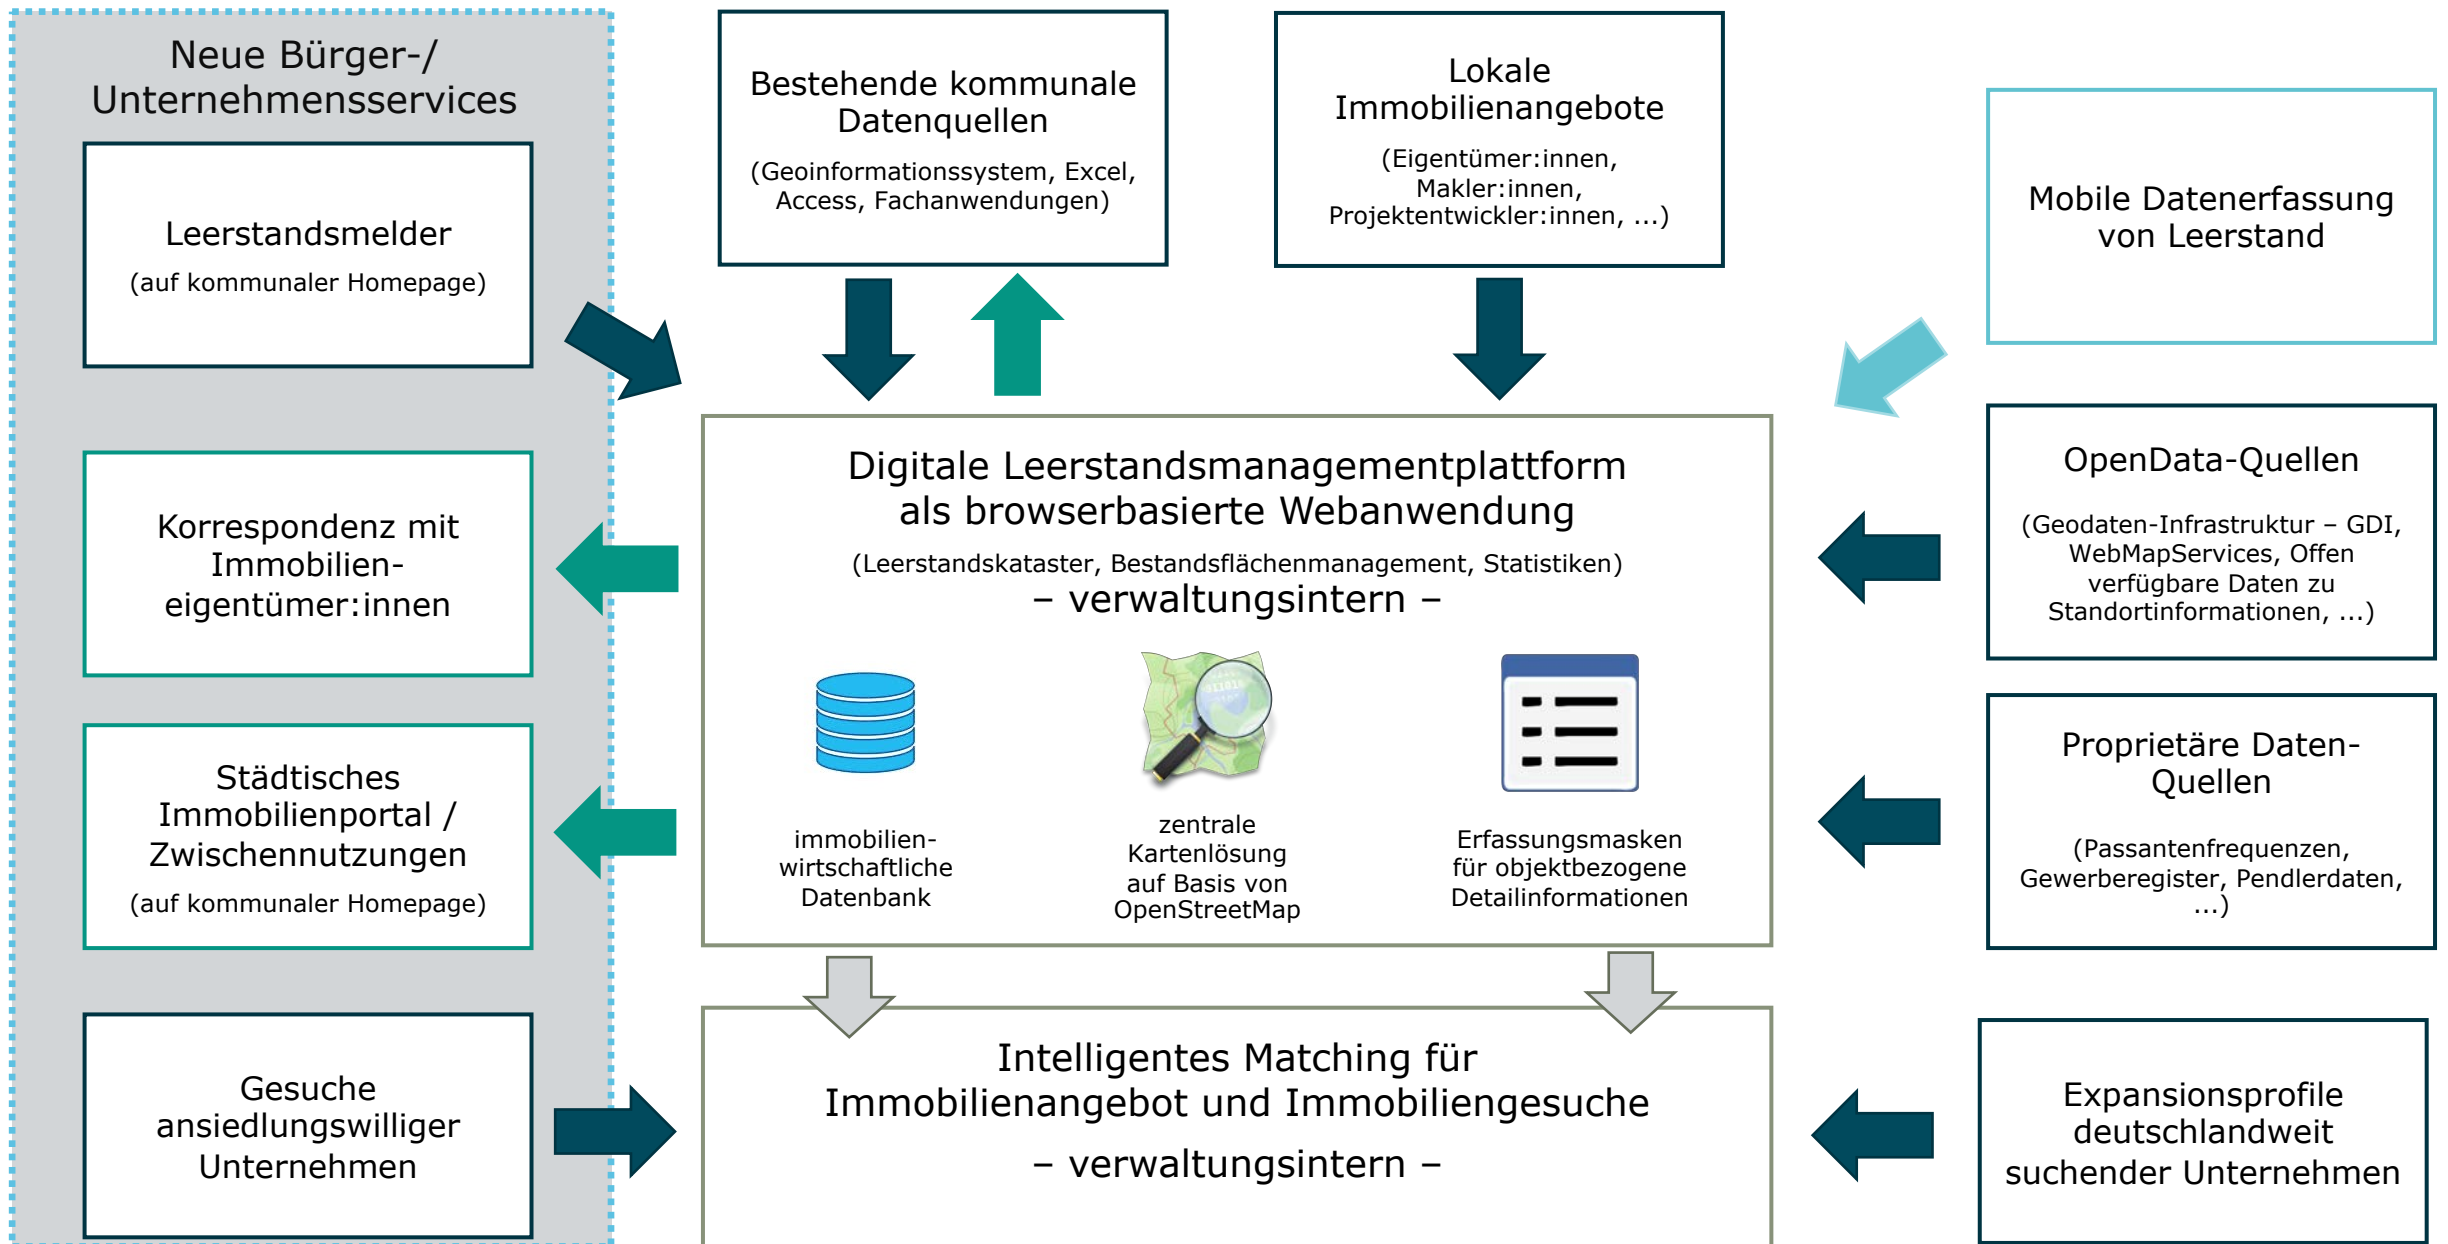 Neue Bürger-/
Unternehmensservices
Leerstandsmelder
(auf kommunaler Homepage)
Korrespondenz mit
Immobilien-
eigentümer:innen
Städtisches
Immobilienportal /
Zwischennutzungen
(auf kommunaler Homepage)
Gesuche
ansiedlungswilliger
Unternehmen
Bestehende kommunale
Datenquellen
(Geoinformationssystem, Excel,
Access, Fachanwendungen)
Lokale
Immobilienangebote
(Eigentümer:innen,
Makler:innen,
Projektentwickler:innen, ...)
Digitale Leerstandsmanagementplattform
als browserbasierte Webanwendung
(Leerstandskataster, Bestandsflächenmanagement, Statistiken)
– verwaltungsintern –
immobilien-
wirtschaftliche
Datenbank
zentrale
Kartenlösung
auf Basis von
OpenStreetMap
Erfassungsmasken
für objektbezogene
Detailinformationen
Intelligentes Matching für
Immobilienangebot und Immobiliengesuche
– verwaltungsintern –
Mobile Datenerfassung
von Leerstand
OpenData-Quellen
(Geodaten-Infrastruktur – GDI,
WebMapServices, Offen
verfügbare Daten zu
Standortinformationen, ...)
Proprietäre Daten-
Quellen
(Passantenfrequenzen,
Gewerberegister, Pendlerdaten,
...)
Expansionsprofile
deutschlandweit
suchender Unternehmen